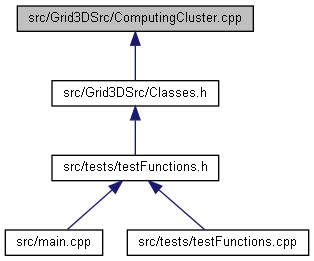 src/Grid3DSrc/ComputingCluster.cpp
src/Grid3DSrc/Classes.h
src/tests/testFunctions.h
src/main.cpp
src/tests/testFunctions.cpp